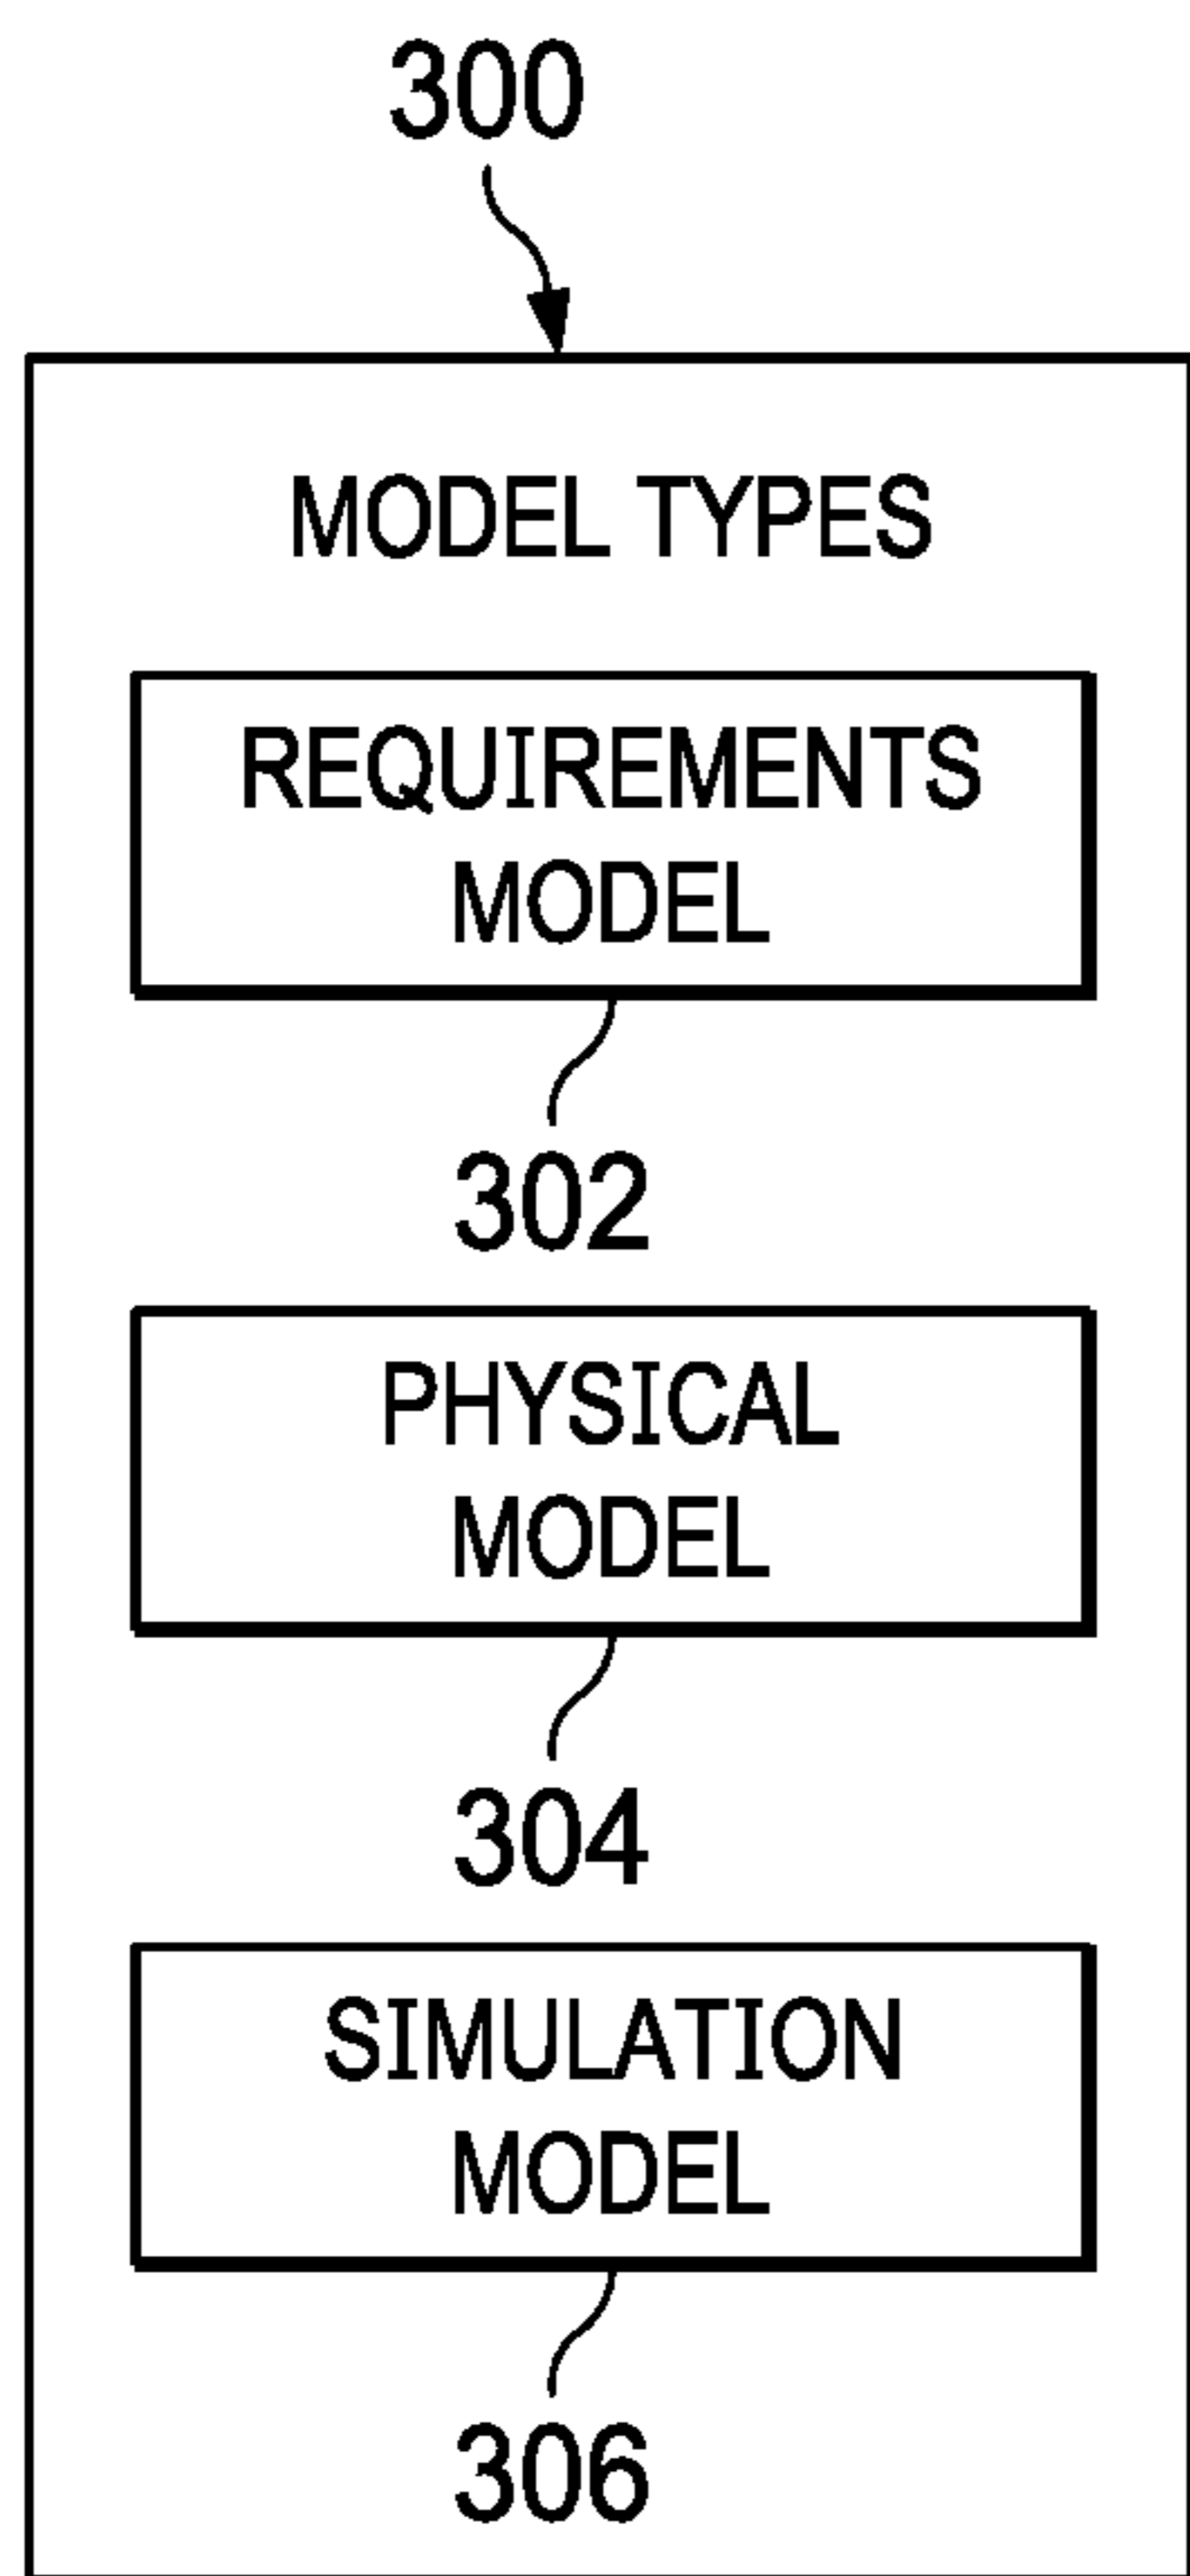 300
MODEL TYPES
REQUIREMENTS
MODEL
302
PHYSICAL
MODEL
304
SIMULATION
MODEL
306